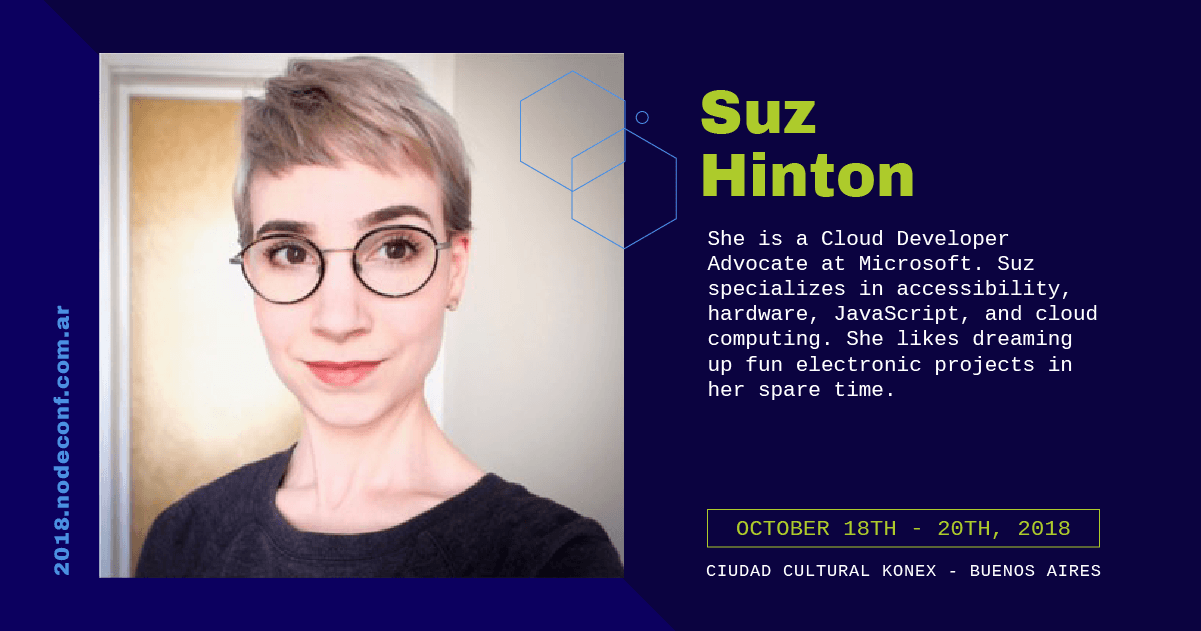 Suz
Hinton
She is a Cloud Developer
Advocate at Microsoft. Suz
specializes in accessibility,
hardware, JavaScript, and cloud
computing. She likes dreaming
up fun electronic projects in
her spare time.
OCTOBER 18TH - 20TH, 2018
CIUDAD CULTURAL KONEX - BUENOS AIRES
2018.nodeconf.com.ar